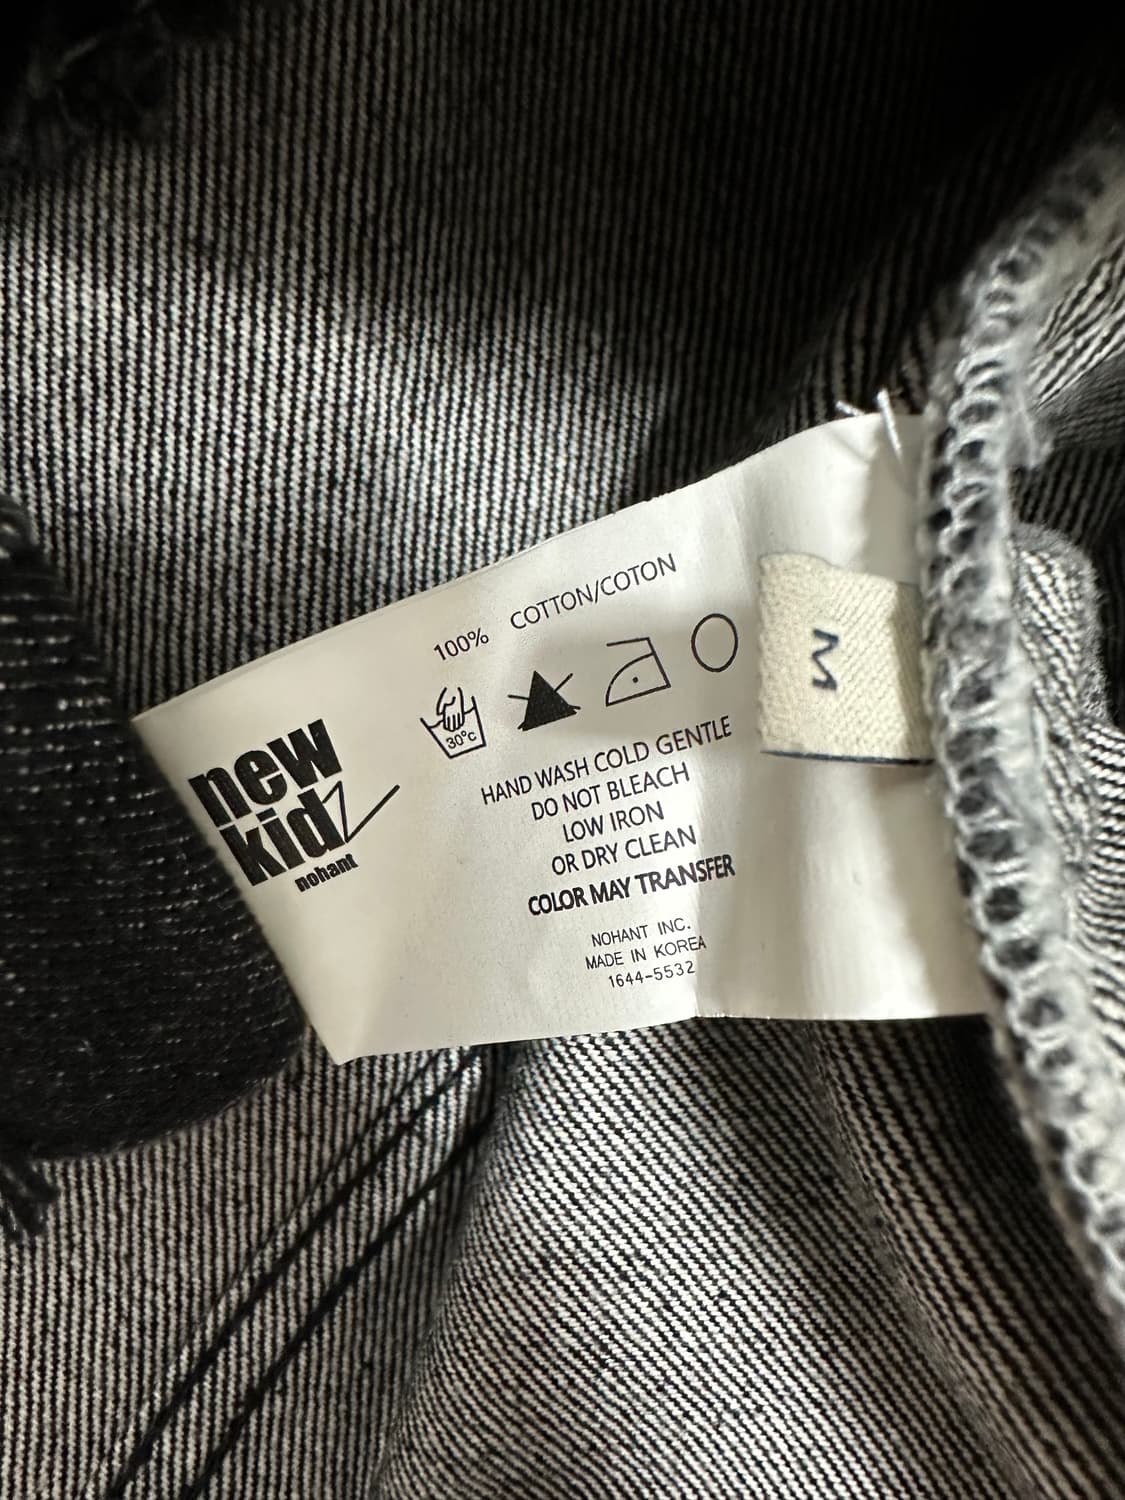 100% COTTON/COTON
30°c
HAND WASH COLD GENTLE
DO NOT BLEACH
LOW IRON
OR DRY CLEAN
COLOR MAY TRANSFER
NOHANT INC.
MADE IN KOREA
1644-5532
new
kid
nohant
M